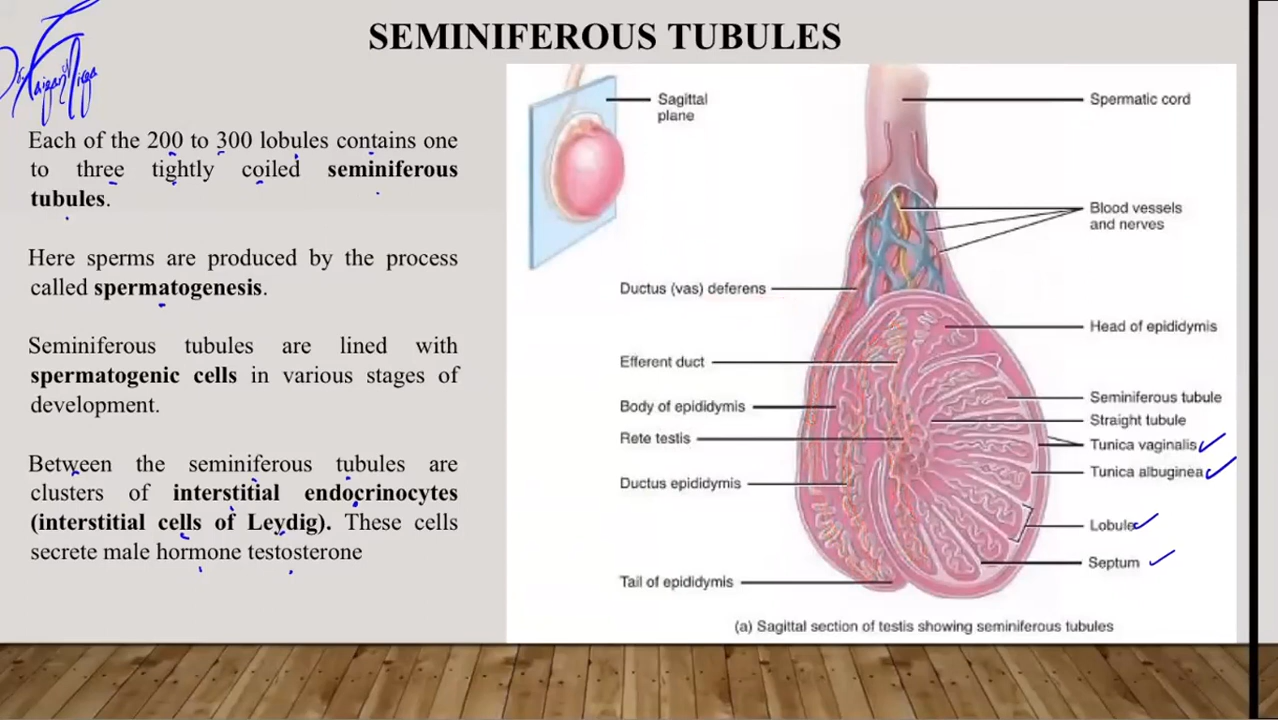 SEMINIFEROUS TUBULES
Each of the 200 to 300 lobules contains one
to three tightly coiled seminiferous
tubules.
Here sperms are produced by the process
called spermatogenesis.
Seminiferous tubules are lined with
spermatogenic cells in various stages of
development.
Between the seminiferous tubules are
clusters of interstitial endocrinocytes
(interstitial cells of Leydig). These cells
secrete male hormone testosterone
Sagittal
plane
Spermatic cord
Blood vessels
and nerves
Ductus (vas) deferens
Head of epididymis
Efferent duct
Seminiferous tubule
Body of epididymis
Straight tubule
Rete testis
Tunica vaginalis
Tunica albuginea
Ductus epididymis
Lobule
Septum
Tail of epididymis
(a) Sagittal section of testis showing seminiferous tubules